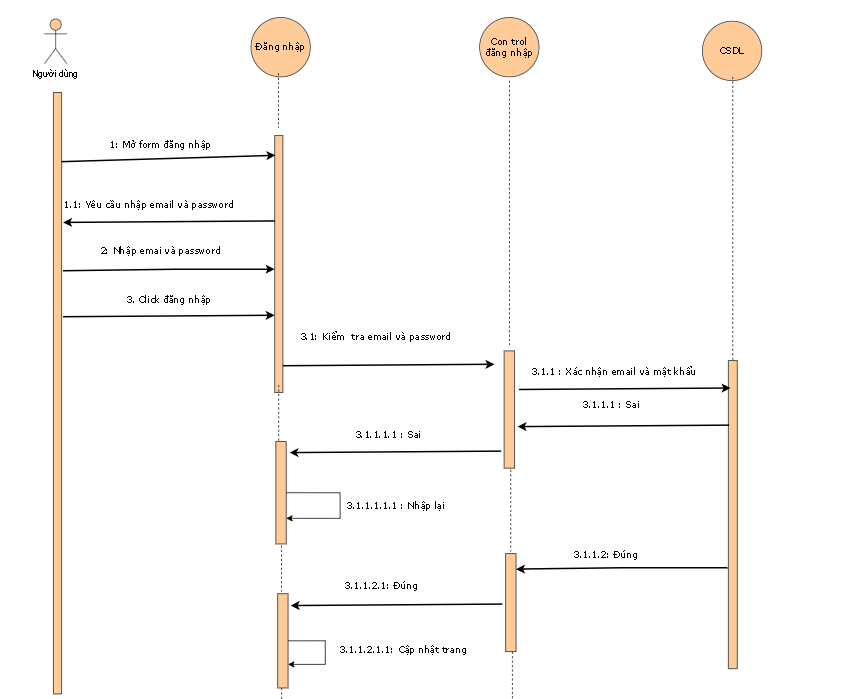 Người dùng
Đăng nhập
Con trol
đăng nhập
CSDL
1: Mở form đăng nhập
1.1: Yêu cầu nhập email và password
2: Nhập emai và password
3. Click đăng nhập
3.1: Kiểm tra email và password
3.1.1 : Xác nhận email và mật khẩu
3.1.1.1 : Sai
3.1.1.1.1 : Sai
3.1.1.1.1.1 : Nhập lại
3.1.1.2: Đúng
3.1.1.2.1: Đúng
3.1.1.2.1.1: Cập nhật trang